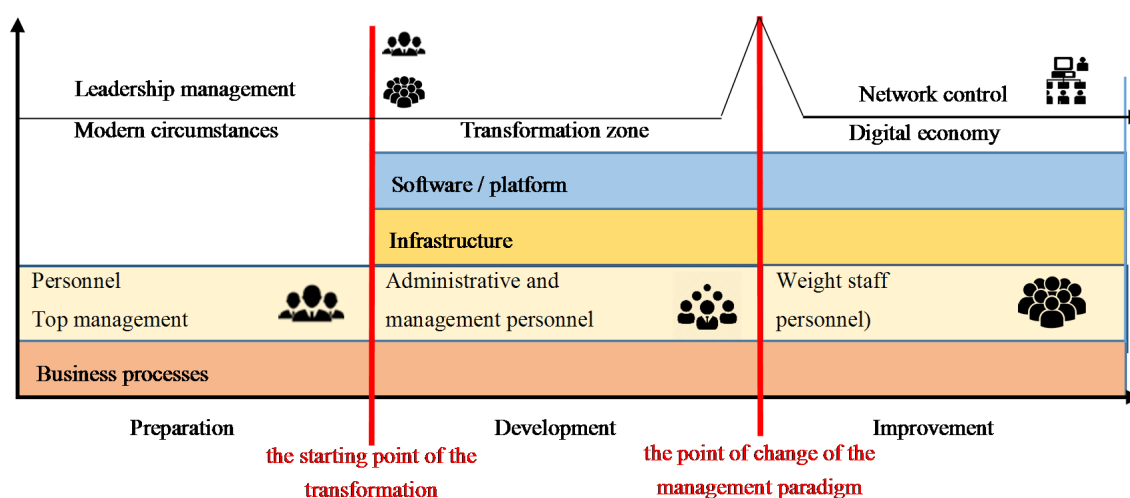 Leadership management
Network control
Modern circumstances
Transformation zone
Digital economy
Software / platform
Infrastructure
Personnel
Top management
Administrative and
management personnel
Weight staff
personnel)
Business processes
Preparation
Development
Improvement
the starting point of the
transformation
the point of change of the
management paradigm